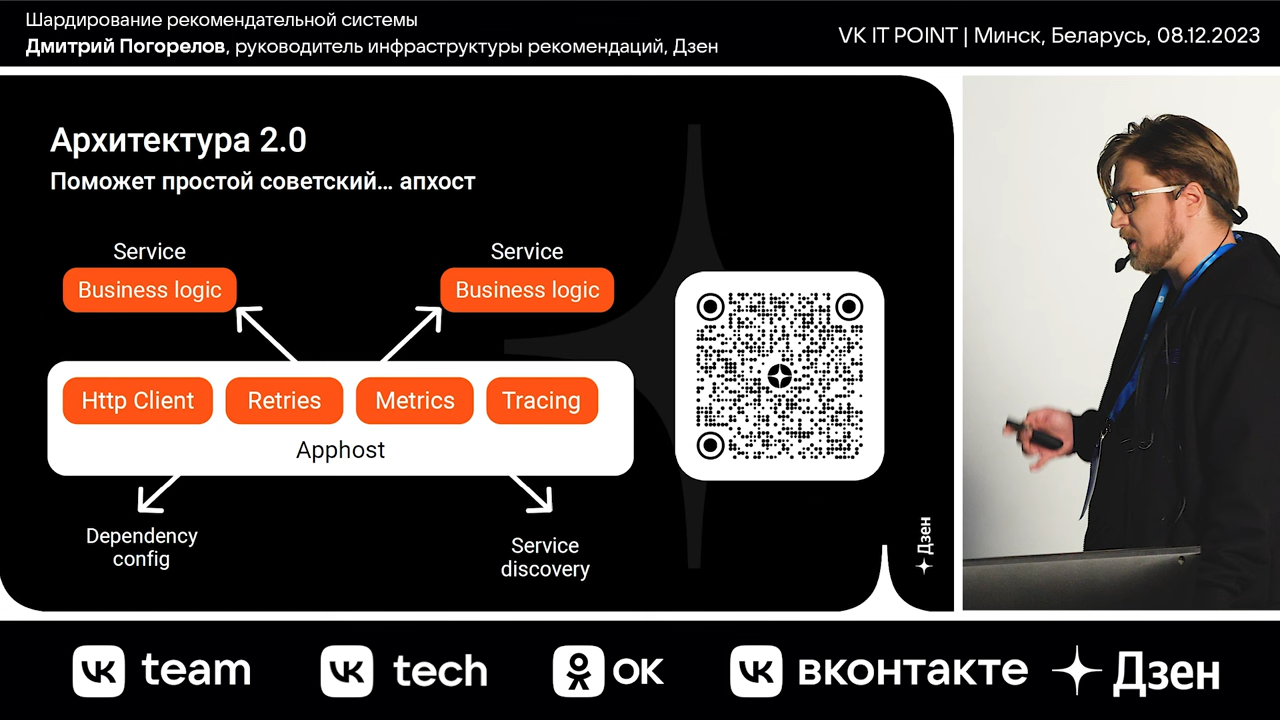 Шардирование рекомендательной системы
Дмитрий Погорелов, руководитель инфраструктуры рекомендаций, Дзен
VK IT POINT | Минск, Беларусь, 08.12.2023
Архитектура 2.0
Поможет простой советский... апхост
Service
Business logic
Service
Business logic
Http Client
Retries
Metrics
Tracing
Apphost
Dependency
config
Service
discovery
Дзен
team
tech
ОК
вконтакте
Дзен